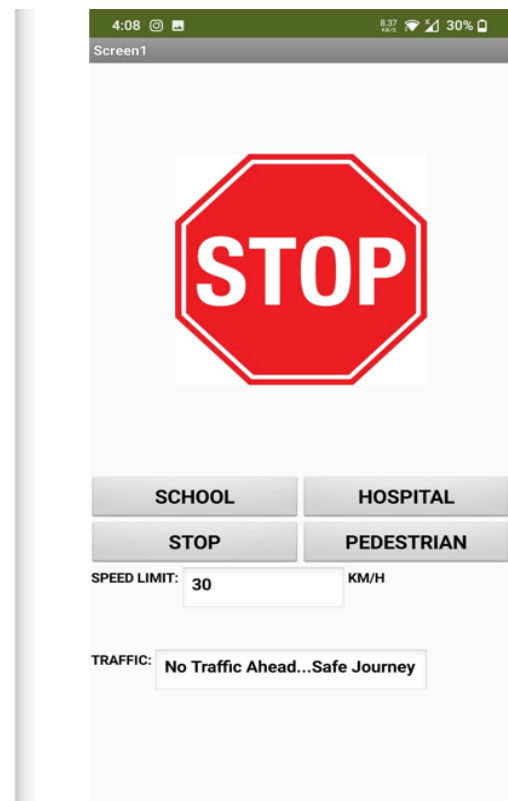 4:08 8.37 KB/S 30%
Screen1
STOP
SCHOOL HOSPITAL
STOP PEDESTRIAN
SPEED LIMIT: 30 KM/H
TRAFFIC: No Traffic Ahead...Safe Journey